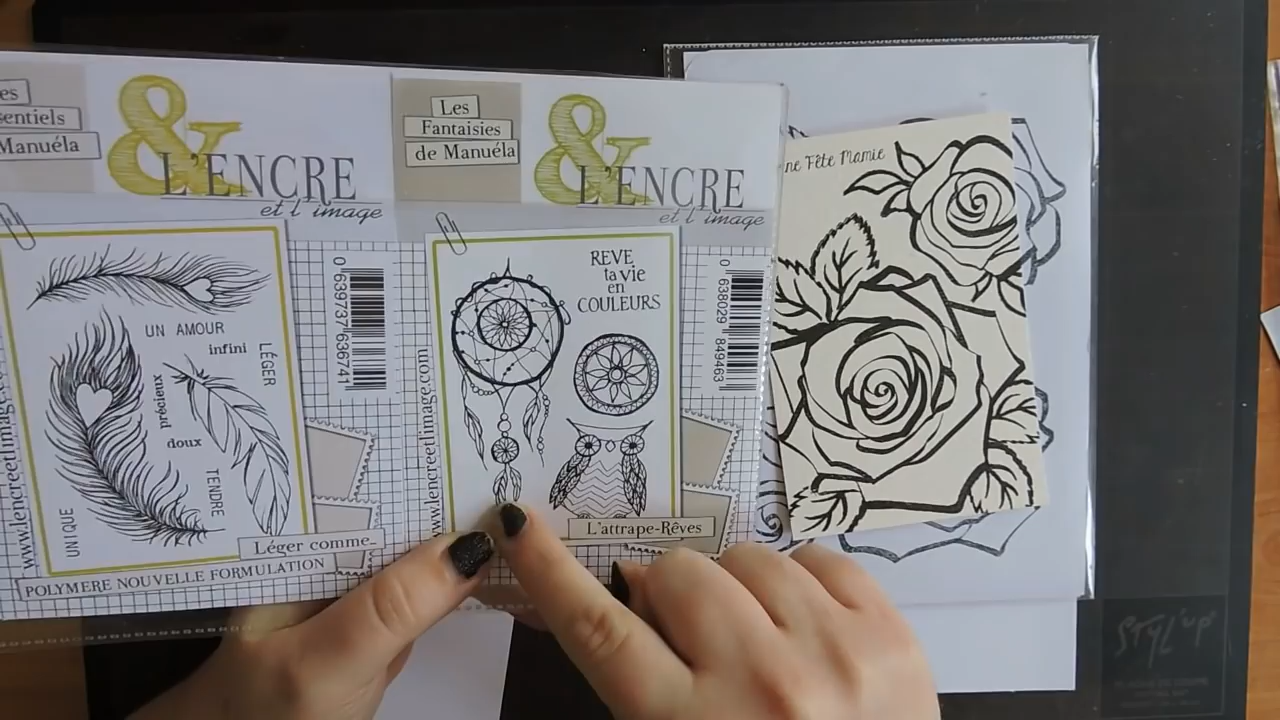 es
sentiels
Manuéla
&
L'ENCRE
et l'image
UN AMOUR
infini
LÉGER
précieux
doux
TENDRE
UNIQUE
Léger comme...
POLYMERE NOUVELLE FORMULATION
www.lencreetlimage.com
0 639737 636741
Les
Fantaisies
de Manuéla
&
L'ENCRE
et l'image
REVE
ta vie
en
COULEURS
L'attrape-Rêves
www.lencreetlimage.com
0 638029 849463
ne Fête Mamie
STYL'UP